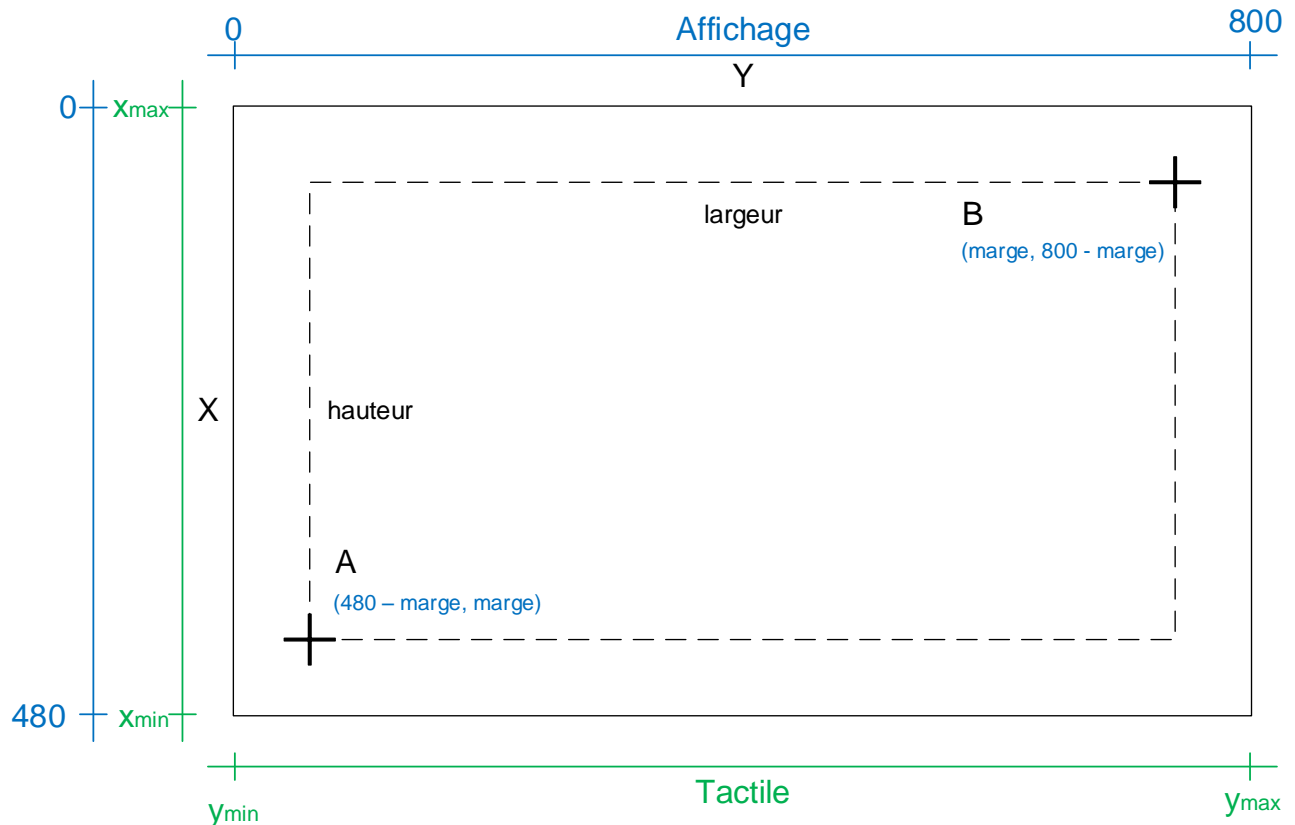 0
Affichage
800
Y
0
xmax
largeur
B
(marge, 800 - marge)
X
hauteur
A
(480 – marge, marge)
480
xmin
Tactile
ymin
ymax